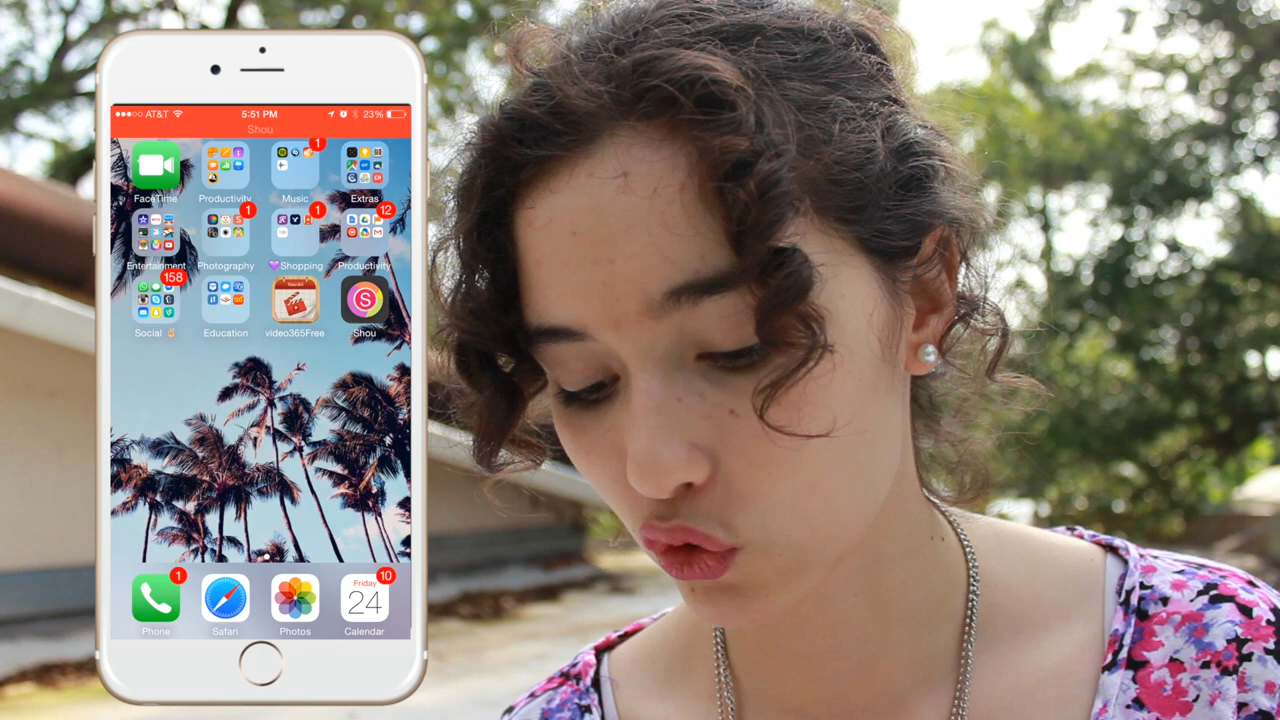 AT&T 5:51 PM 23%
Shou
1
FaceTime Productivity Music Extras
1 1 12
Entertainment Photography 💜Shopping Productivity
158
S
Social ✌🏼 Education video365Free Shou
1 Friday 10
24
Phone Safari Photos Calendar